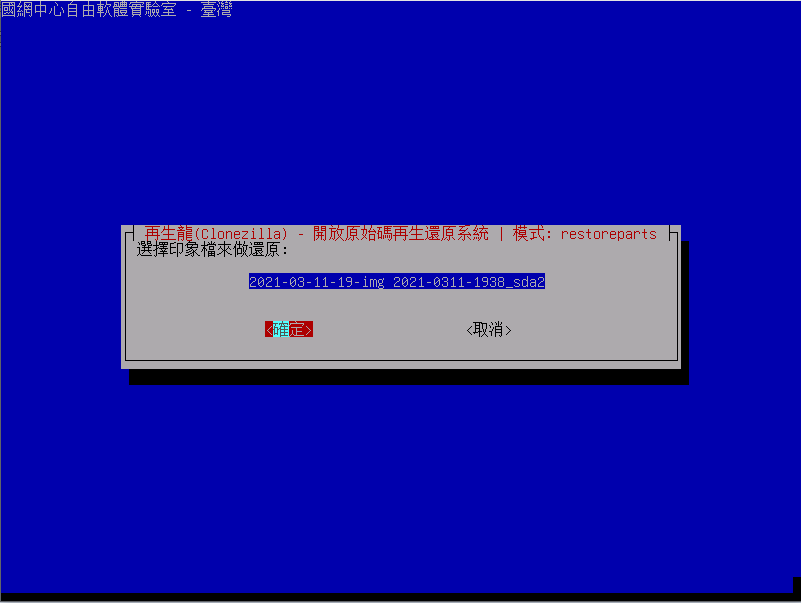 國網中心自由軟體實驗室 - 臺灣
再生龍(Clonezilla) - 開放原始碼再生還原系統 | 模式: restoreparts
選擇印象檔來做還原:
2021-03-11-19-img 2021-0311-1938_sda2
<確定> <取消>